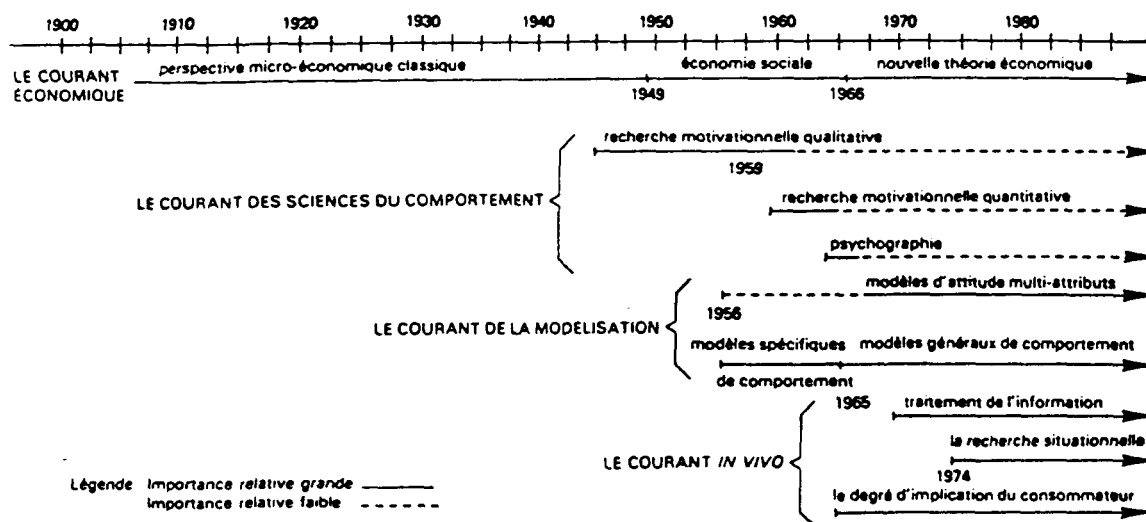 1900 1910 1920 1930 1940 1950 1960 1970 1980
perspective micro-économique classique économie sociale nouvelle théorie économique
LE COURANT
ÉCONOMIQUE
1949 1966
recherche motivationnelle qualitative
1959
LE COURANT DES SCIENCES DU COMPORTEMENT
recherche motivationnelle quantitative
psychographie
modèles d'attitude multi-attributs
1956
LE COURANT DE LA MODELISATION
modèles spécifiques modèles généraux de comportement
de comportement
1965
traitement de l'information
la recherche situationnelle
LE COURANT IN VIVO
1974
le degré d'implication du consommateur
Légende Importance relative grande
Importance relative faible